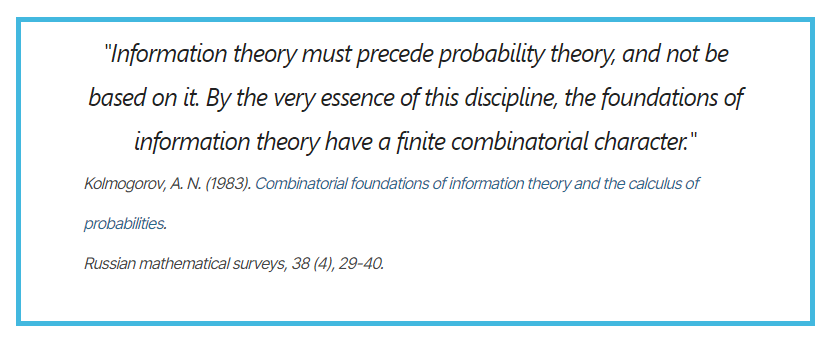 "Information theory must precede probability theory, and not be
based on it. By the very essence of this discipline, the foundations of
information theory have a finite combinatorial character."
Kolmogorov, A. N. (1983). Combinatorial foundations of information theory and the calculus of
probabilities.
Russian mathematical surveys, 38 (4), 29-40.